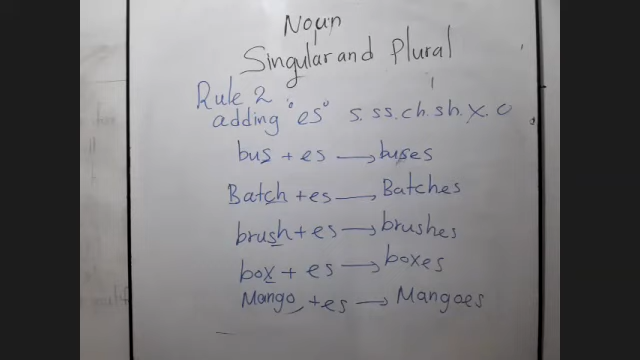 Noun
Singular and Plural
Rule 2
adding "es" s. ss. ch. sh. x. o
bus + es → buses
Batch + es → Batches
brush + es → brushes
box + es → boxes
Mango + es → Mangoes